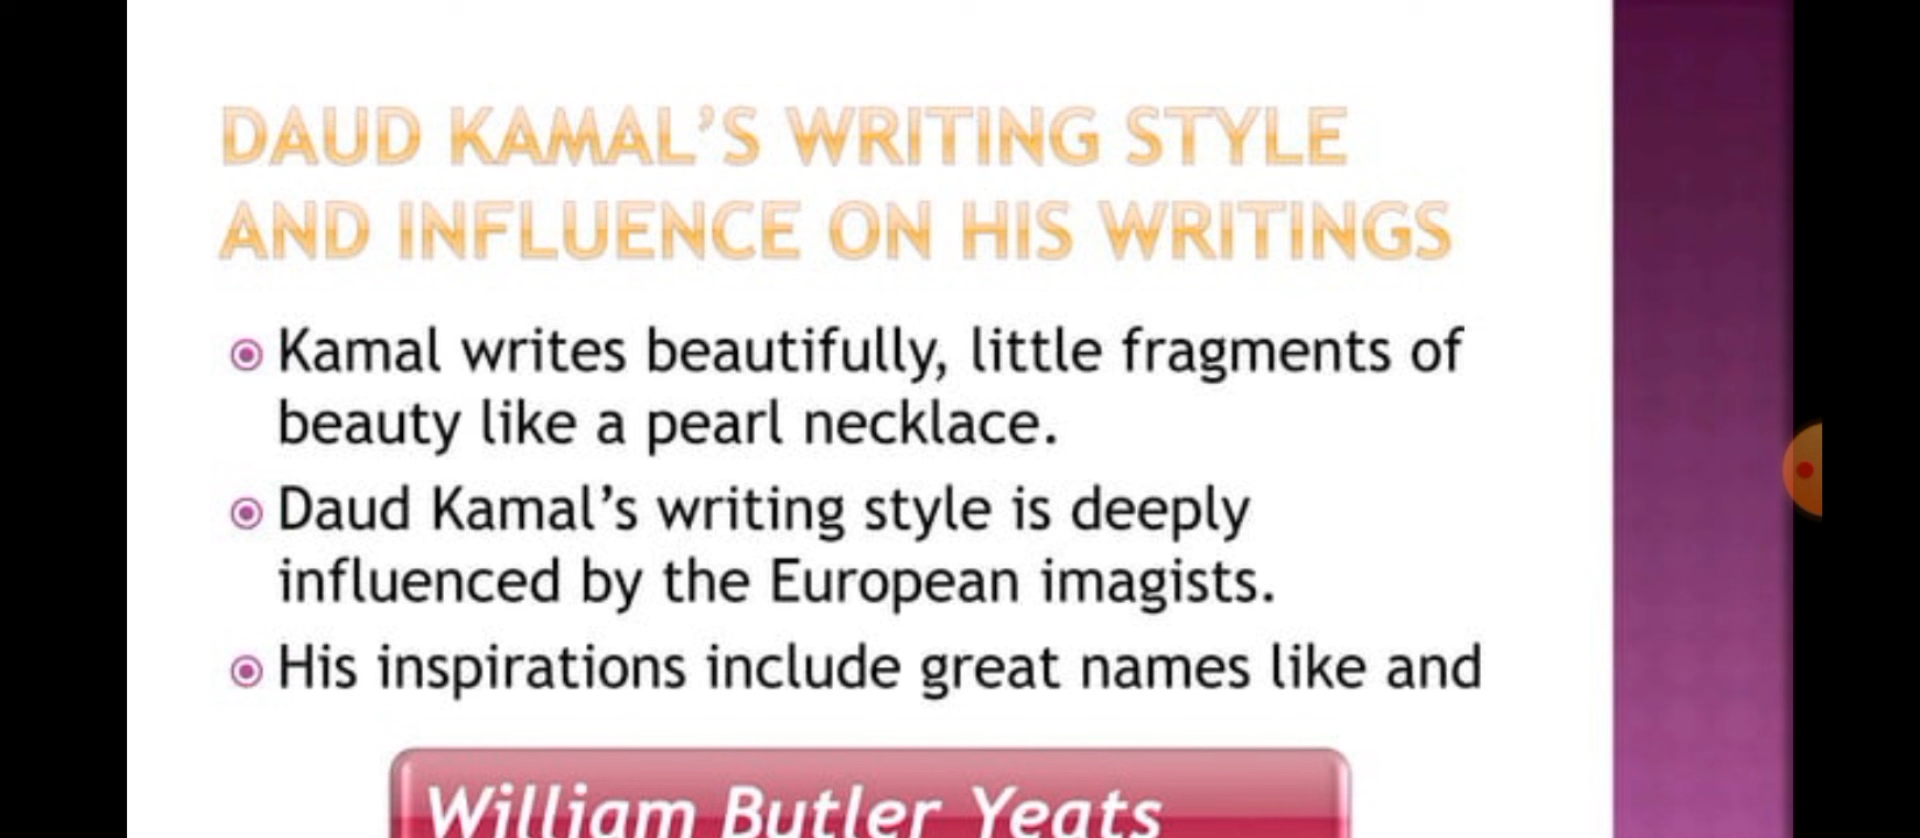 DAUD KAMAL’S WRITING STYLE
AND INFLUENCE ON HIS WRITINGS
Kamal writes beautifully, little fragments of
beauty like a pearl necklace.
Daud Kamal’s writing style is deeply
influenced by the European imagists.
His inspirations include great names like and
William Butler Yeats